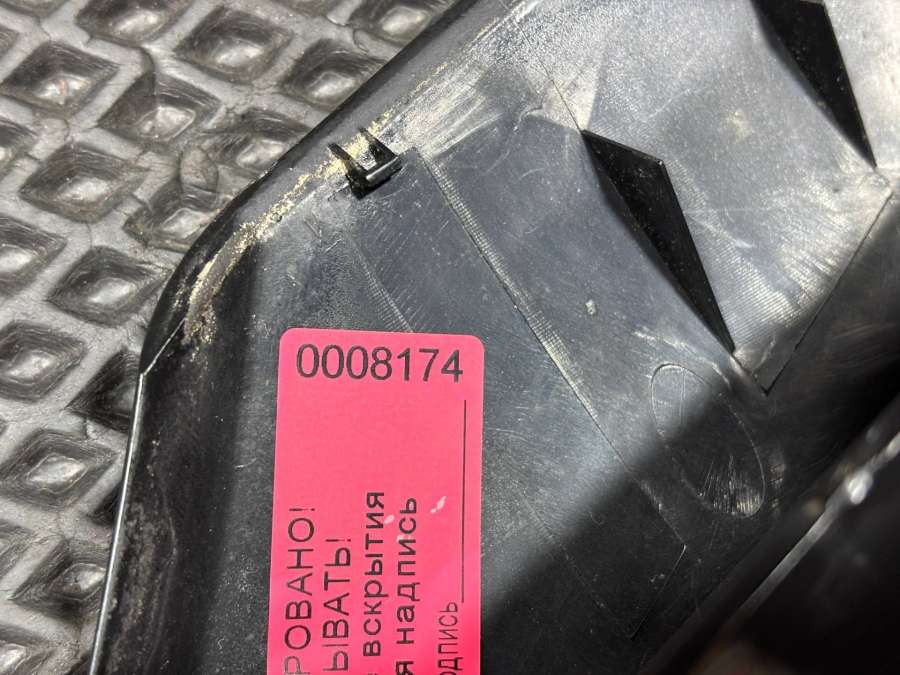 0008174
РОВАНО!
ЫВАТЬ!
ВСКРЫТИЯ
Я НАДПИСЬ
ОДПИСЬ